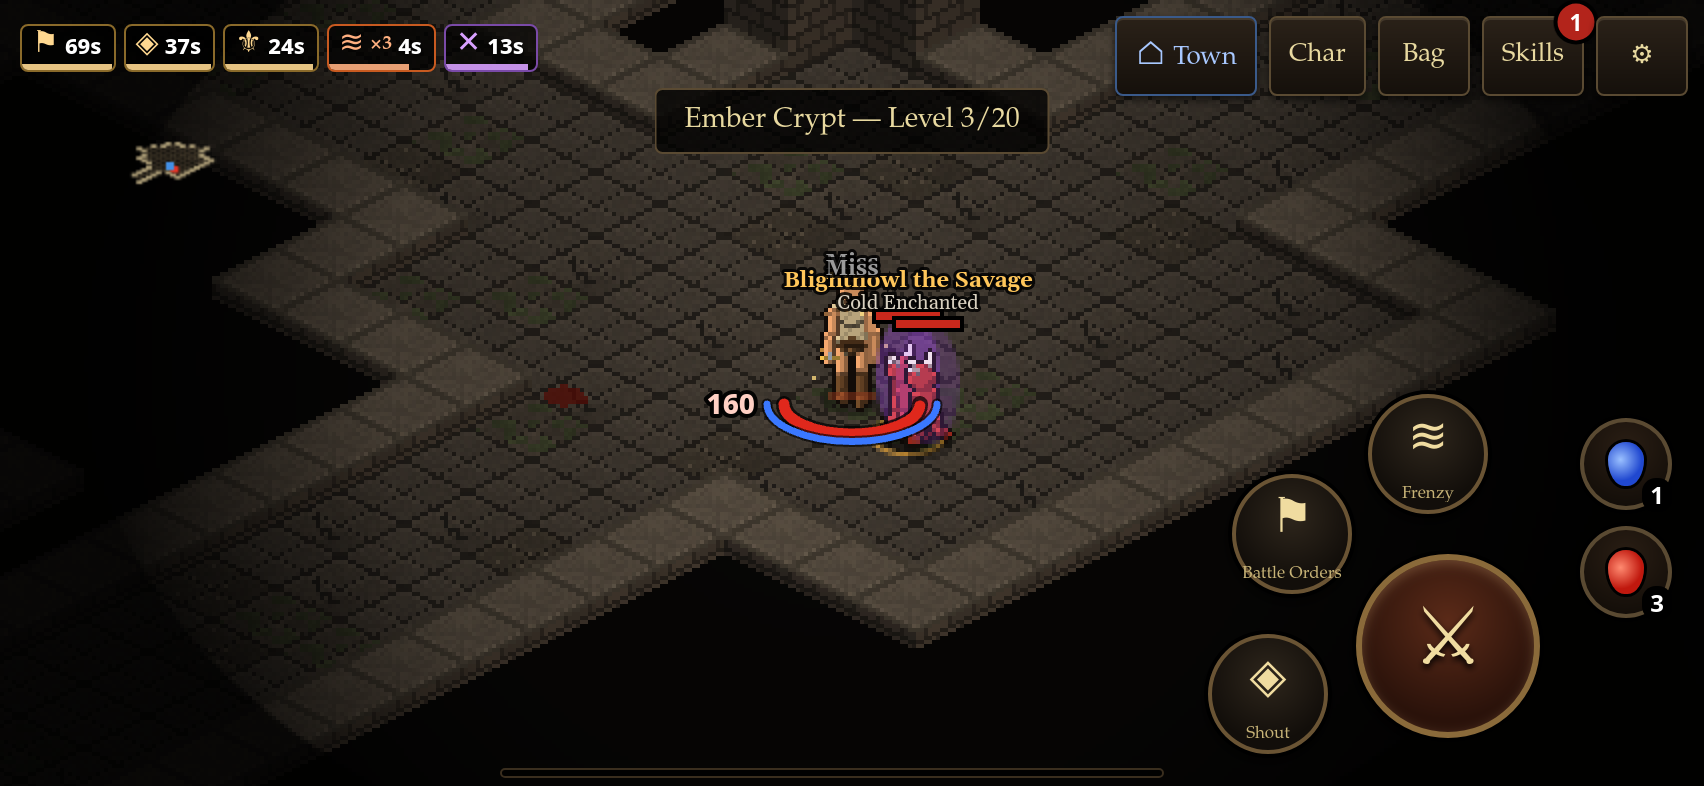 69s
37s
24s
×3 4s
13s
Town
Char
Bag
Skills
1
Ember Crypt — Level 3/20
Miss
Blighthowl the Savage
Cold Enchanted
160
Frenzy
Battle Orders
Shout
1
3